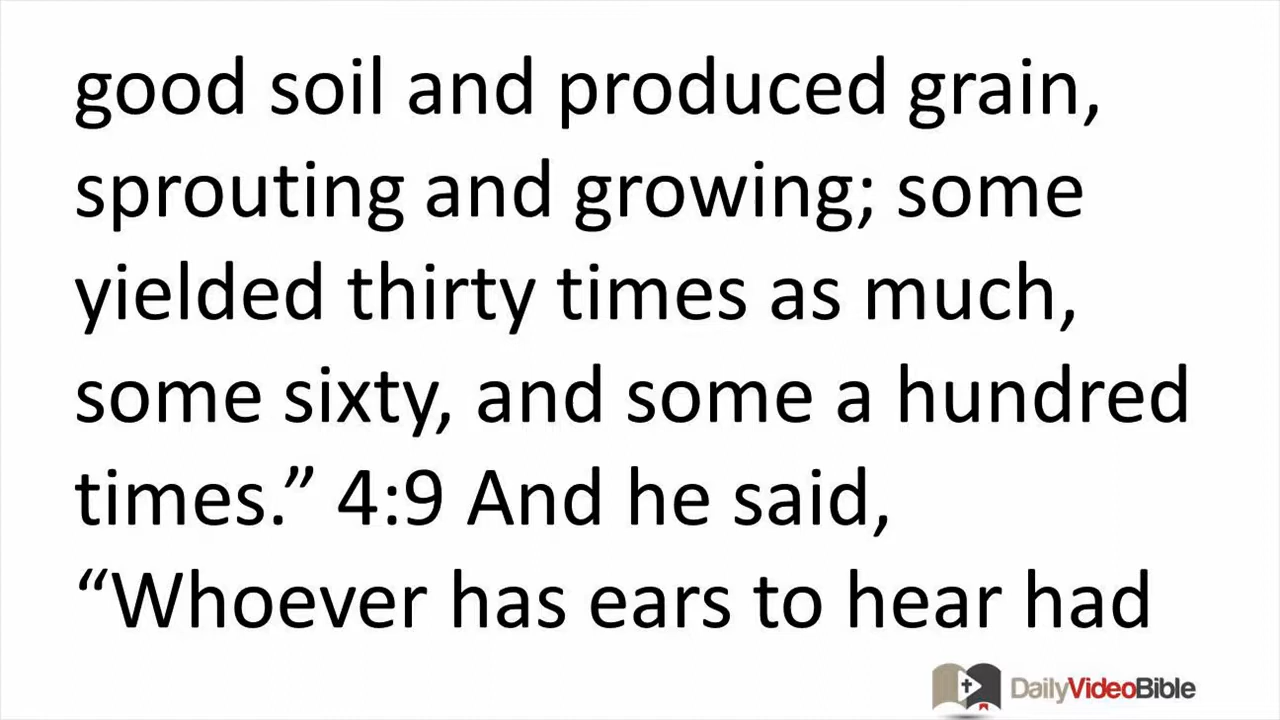 good soil and produced grain,
sprouting and growing; some
yielded thirty times as much,
some sixty, and some a hundred
times.” 4:9 And he said,
“Whoever has ears to hear had
DailyVideoBible